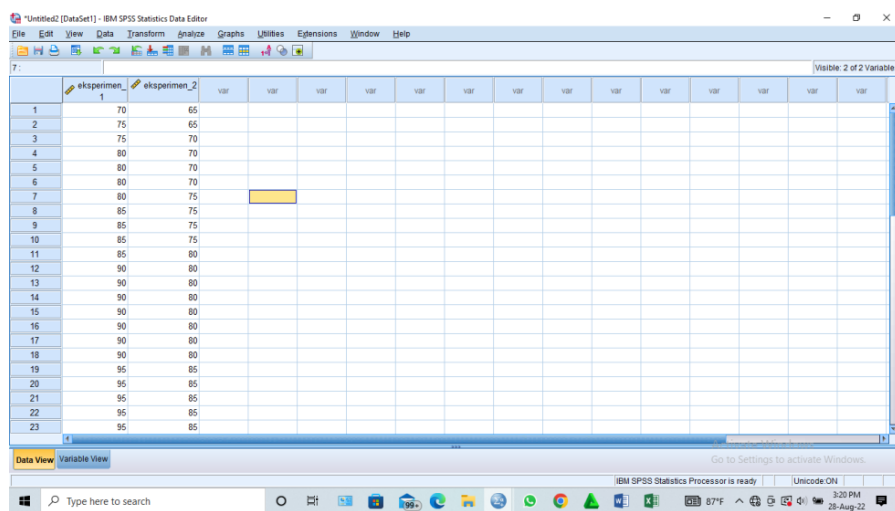 *Untitled2 [DataSet1] - IBM SPSS Statistics Data Editor
File Edit View Data Transform Analyze Graphs Utilities Extensions Window Help
7 : Visible: 2 of 2 Variable
eksperimen_1 eksperimen_2 var var var var var var var var var var var var var var
1 70 65
2 75 65
3 75 70
4 80 70
5 80 70
6 80 70
7 80 75
8 85 75
9 85 75
10 85 75
11 85 80
12 90 80
13 90 80
14 90 80
15 90 80
16 90 80
17 90 80
18 90 80
19 95 85
20 95 85
21 95 85
22 95 85
23 95 85
Data View Variable View
Go to Settings to activate Windows.
IBM SPSS Statistics Processor is ready Unicode:ON
Type here to search 99+ 87°F 3:20 PM
28-Aug-22